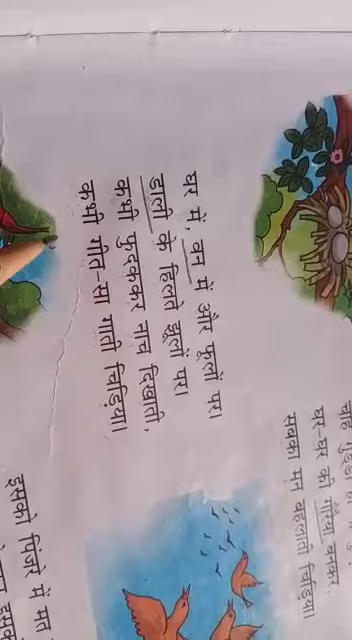 घर-घर की गौरैया बनकर,
सबका मन बहलाती चिड़िया।
घर में, वन में और फूलों पर।
डाली के हिलते झूलों पर।
कभी फुदककर नाच दिखाती,
कभी गीत-सा गाती चिड़िया।
इसको पिंजरे में मत